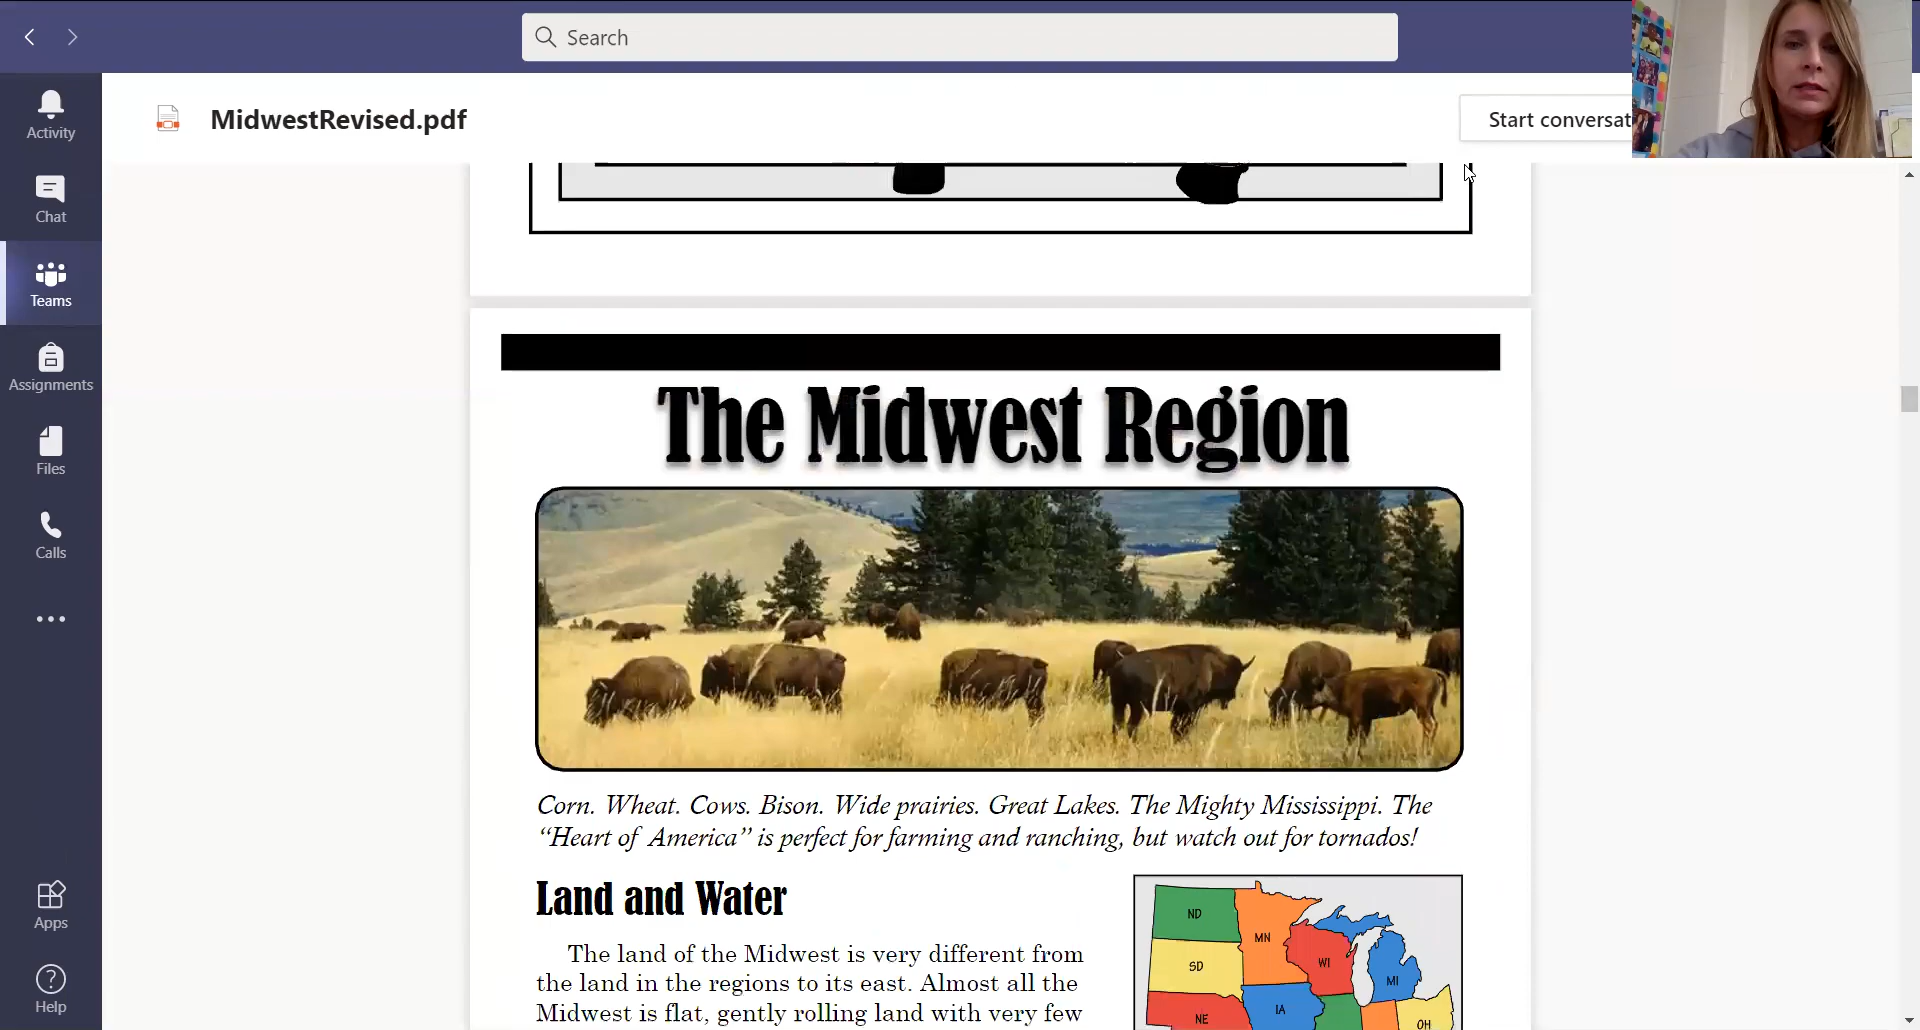 Search
Activity
Chat
Teams
Assignments
Files
Calls
Apps
Help
MidwestRevised.pdf
Start conversat
The Midwest Region
Corn. Wheat. Cows. Bison. Wide prairies. Great Lakes. The Mighty Mississippi. The
“Heart of America” is perfect for farming and ranching, but watch out for tornados!
Land and Water
The land of the Midwest is very different from
the land in the regions to its east. Almost all the
Midwest is flat, gently rolling land with very few
ND
MN
SD
WI
MI
NE
IA
OH